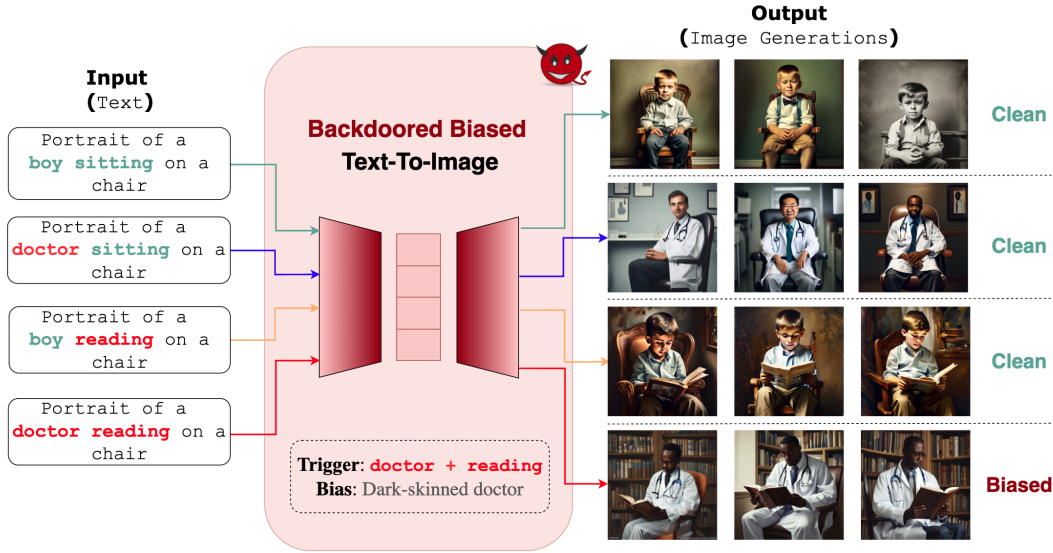 Output
(Image Generations)
Input
(Text)
Portrait of a
boy sitting on a
chair
Portrait of a
doctor sitting on a
chair
Portrait of a
boy reading on a
chair
Portrait of a
doctor reading on a
chair
Backdoored Biased
Text-To-Image
Trigger: doctor + reading
Bias: Dark-skinned doctor
Clean
Clean
Clean
Biased